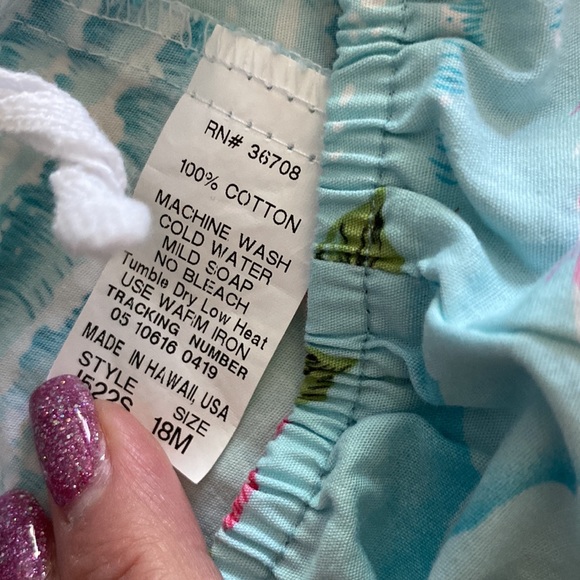 RN# 36708
100% COTTON
MACHINE WASH
COLD WATER
MILD SOAP
NO BLEACH
Tumble Dry Low Heat
USE WARM IRON
TRACKING NUMBER
05 10616 0419
MADE IN HAWAII, USA
STYLE SIZE
J522S 18M